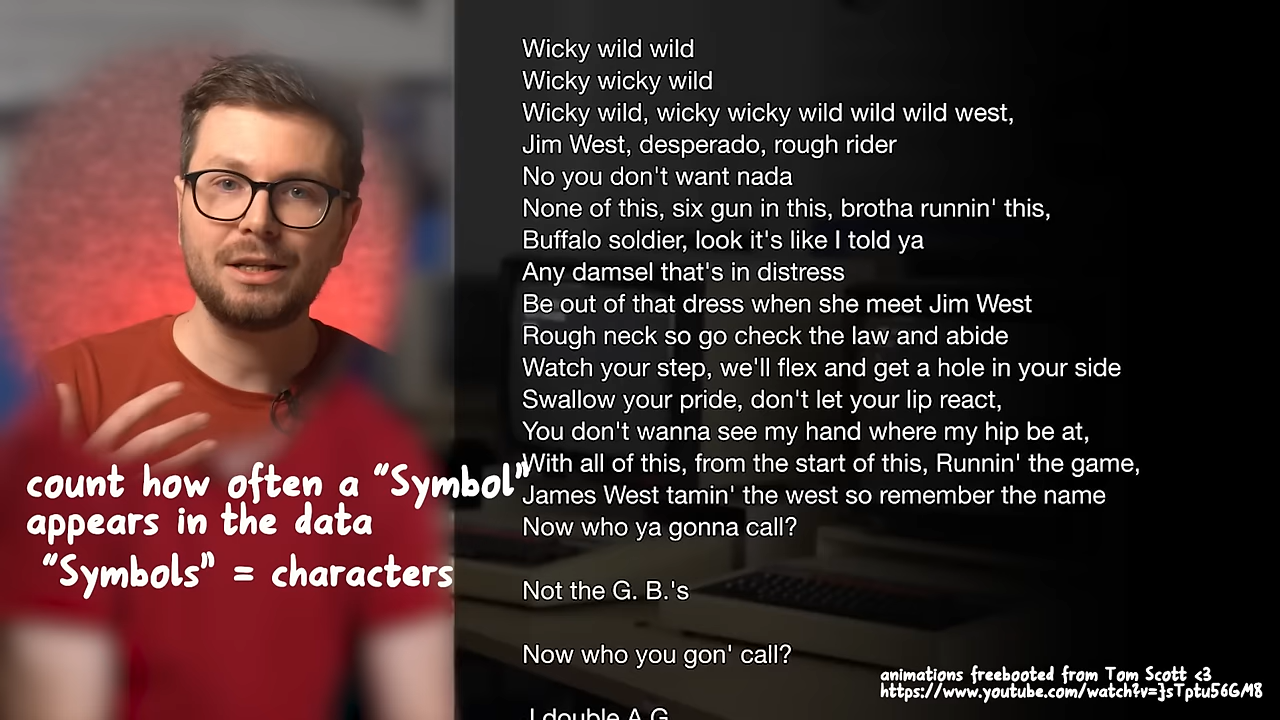 Wicky wild wild
Wicky wicky wild
Wicky wild, wicky wicky wild wild wild west,
Jim West, desperado, rough rider
No you don't want nada
None of this, six gun in this, brotha runnin' this,
Buffalo soldier, look it's like I told ya
Any damsel that's in distress
Be out of that dress when she meet Jim West
Rough neck so go check the law and abide
Watch your step, we'll flex and get a hole in your side
Swallow your pride, don't let your lip react,
You don't wanna see my hand where my hip be at,
With all of this, from the start of this, Runnin' the game,
James West tamin' the west so remember the name
Now who ya gonna call?
Not the G. B.'s
Now who you gon' call?
J double A G
count how often a “Symbol”
appears in the data
“Symbols” = characters
animations freebooted from Tom Scott <3
https://www.youtube.com/watch?v=JsTptu56GM8